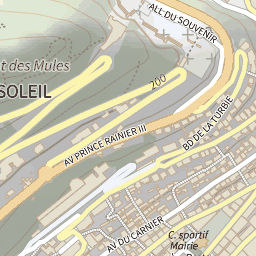 ALL DU SOUVENIR
t des Mules
200
SOLEIL
AV PRINCE RAINIER III
BD DE LA TURBIE
AV DU CARNIER
C. sportif
Mairie